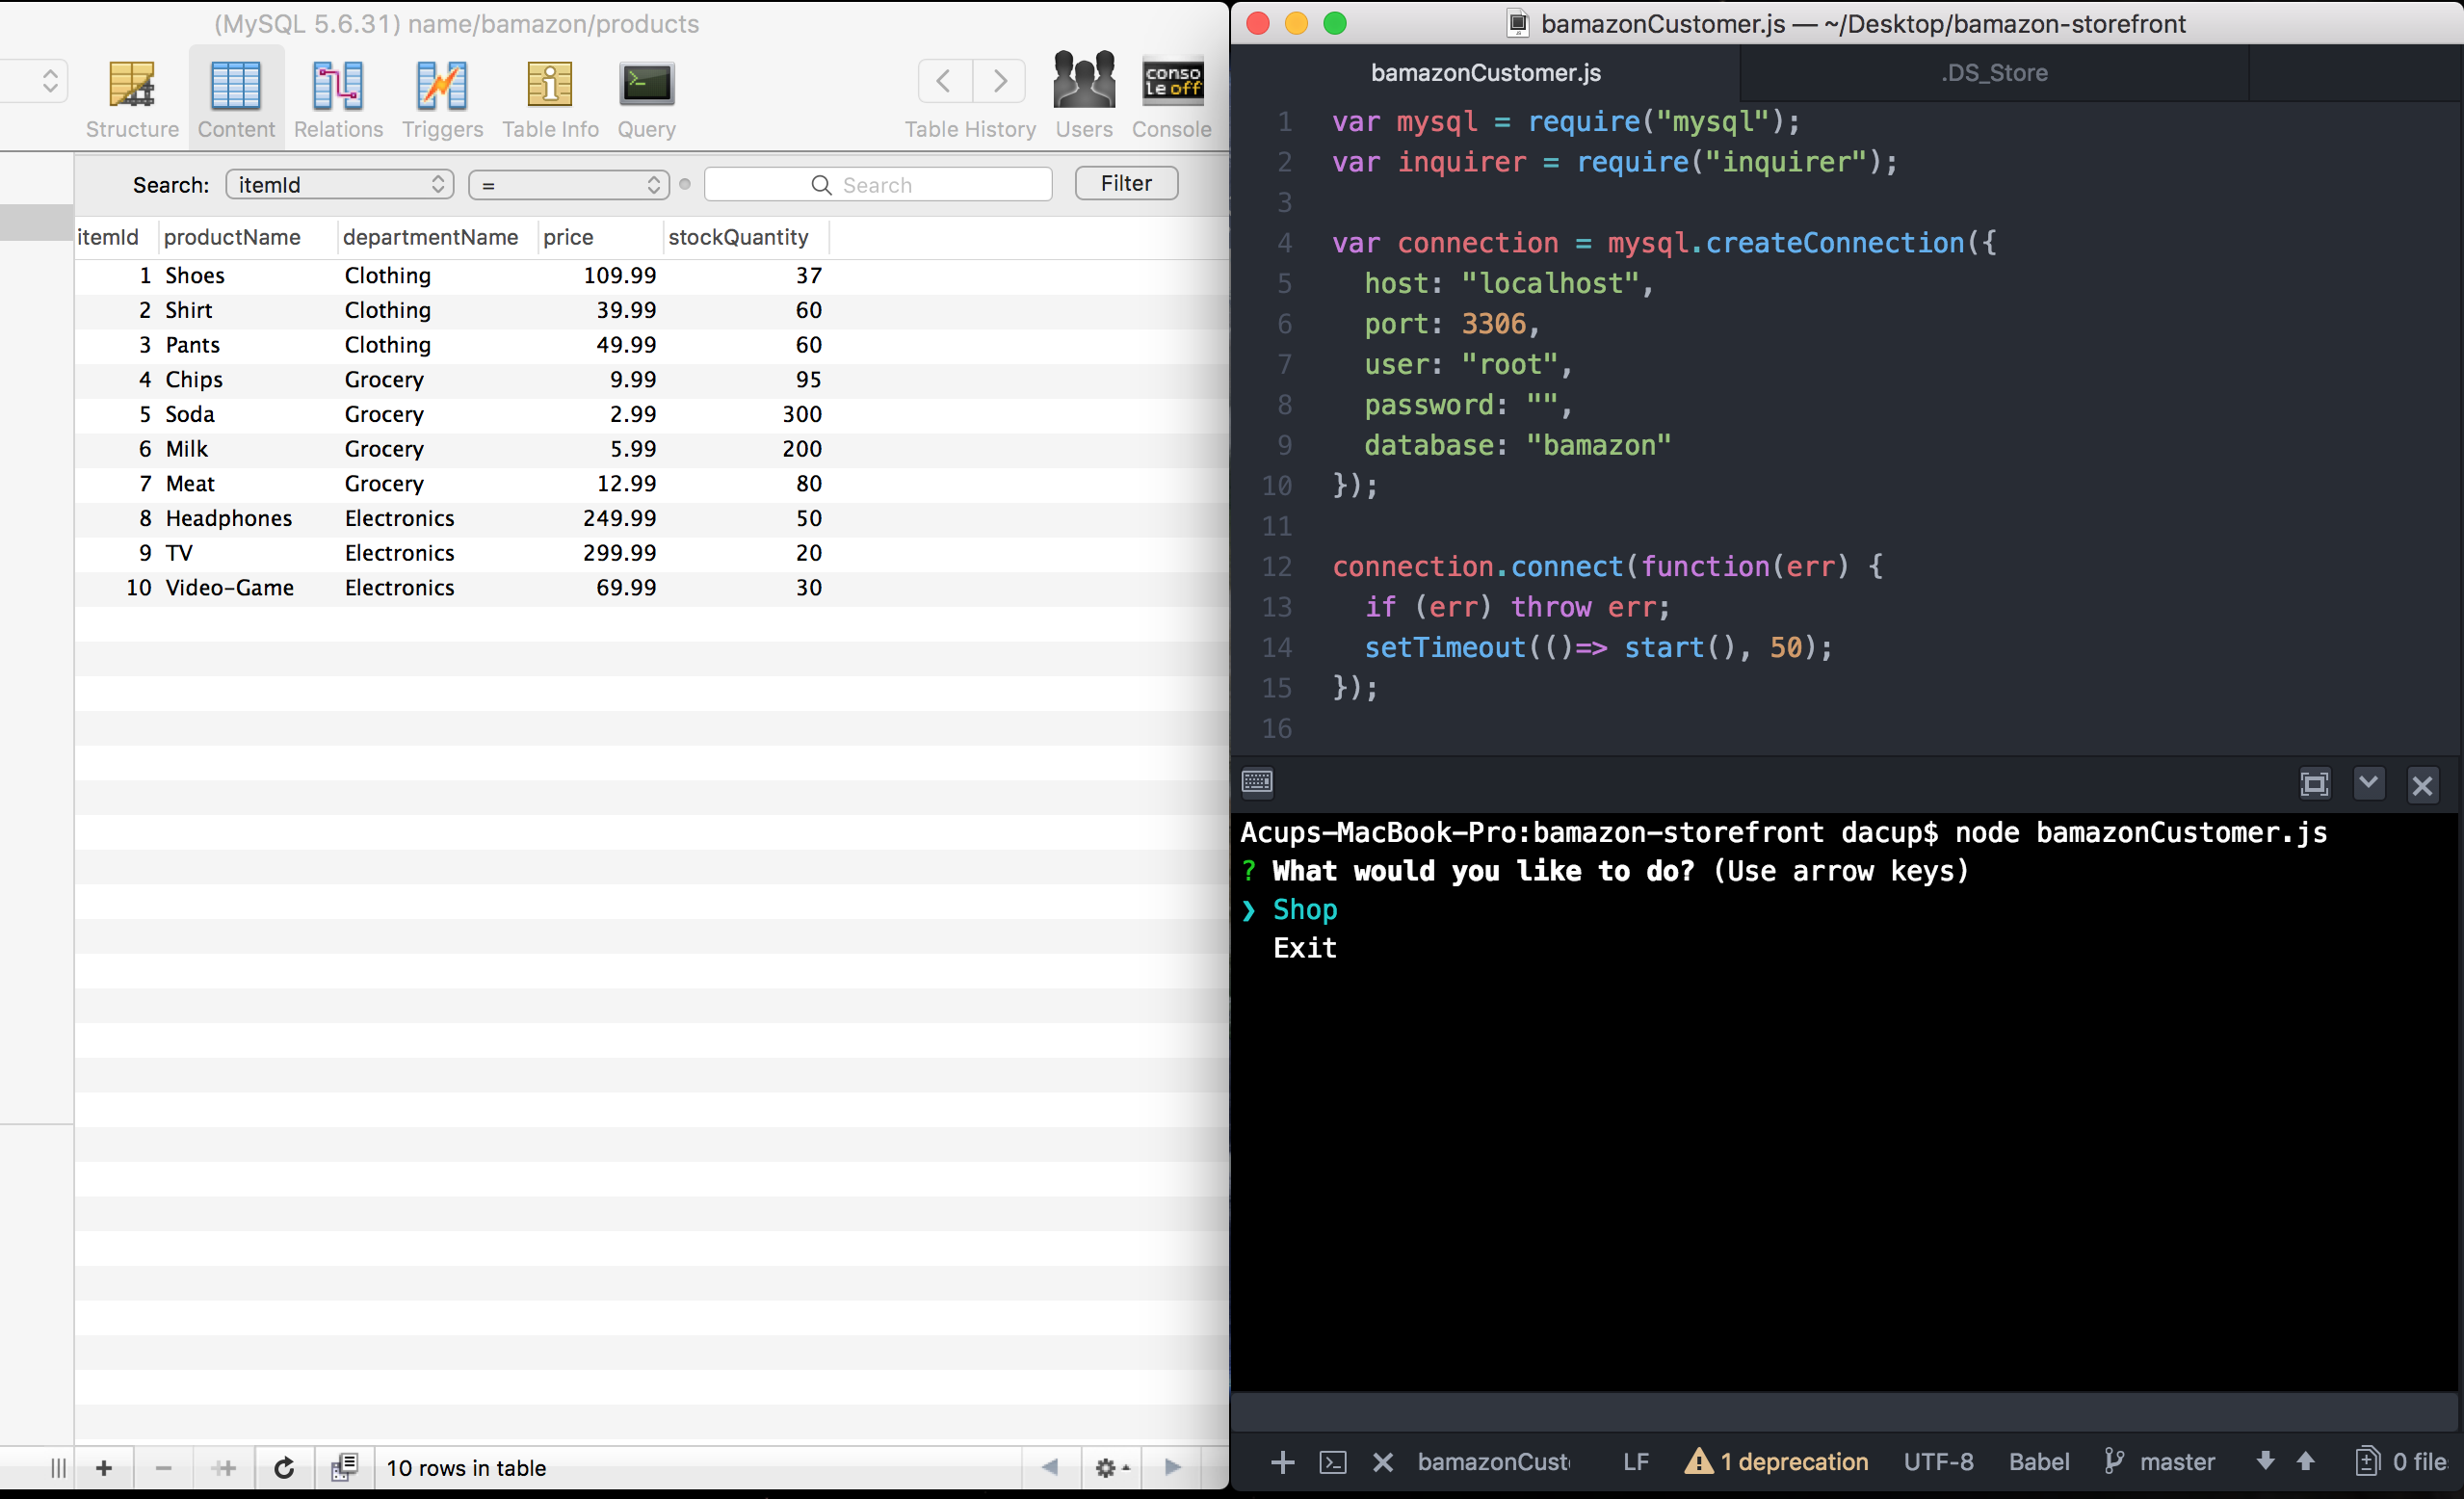 (MySQL 5.6.31) name/bamazon/products
Structure Content Relations Triggers Table Info Query Table History Users Console
conso
le off
Search: itemId = Search Filter
itemId productName departmentName price stockQuantity
1 Shoes Clothing 109.99 37
2 Shirt Clothing 39.99 60
3 Pants Clothing 49.99 60
4 Chips Grocery 9.99 95
5 Soda Grocery 2.99 300
6 Milk Grocery 5.99 200
7 Meat Grocery 12.99 80
8 Headphones Electronics 249.99 50
9 TV Electronics 299.99 20
10 Video-Game Electronics 69.99 30
10 rows in table
bamazonCustomer.js — ~/Desktop/bamazon-storefront
bamazonCustomer.js .DS_Store
1 var mysql = require("mysql");
2 var inquirer = require("inquirer");
3
4 var connection = mysql.createConnection({
5 host: "localhost",
6 port: 3306,
7 user: "root",
8 password: "",
9 database: "bamazon"
10 });
11
12 connection.connect(function(err) {
13 if (err) throw err;
14 setTimeout(()=> start(), 50);
15 });
16
Acups-MacBook-Pro:bamazon-storefront dacup$ node bamazonCustomer.js
? What would you like to do? (Use arrow keys)
❯ Shop
Exit
bamazonCust LF 1 deprecation UTF-8 Babel master 0 file